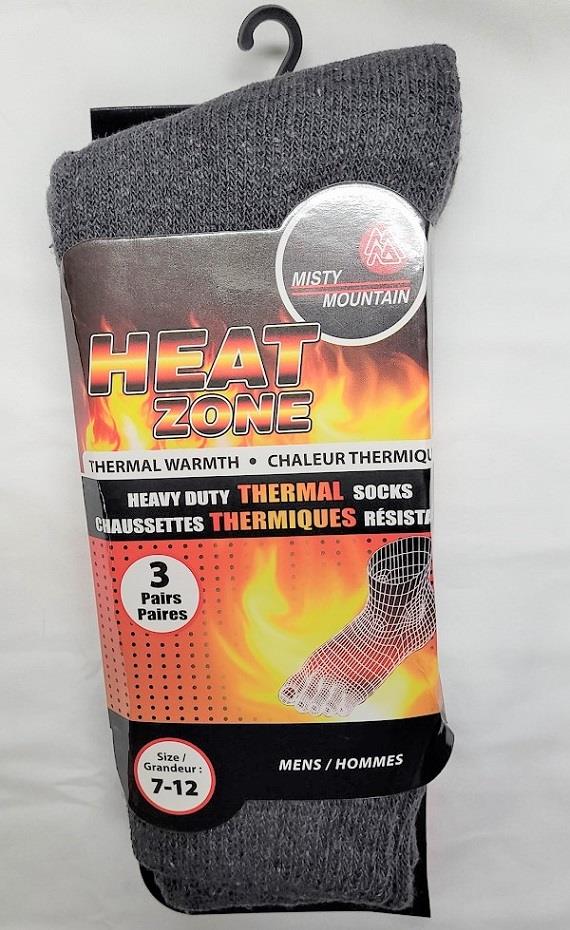 MISTY
MOUNTAIN
HEAT
ZONE
THERMAL WARMTH • CHALEUR THERMIQU
HEAVY DUTY THERMAL SOCKS
CHAUSSETTES THERMIQUES RÉSISTA
3
Pairs
Paires
Size /
Grandeur :
7-12
MENS / HOMMES